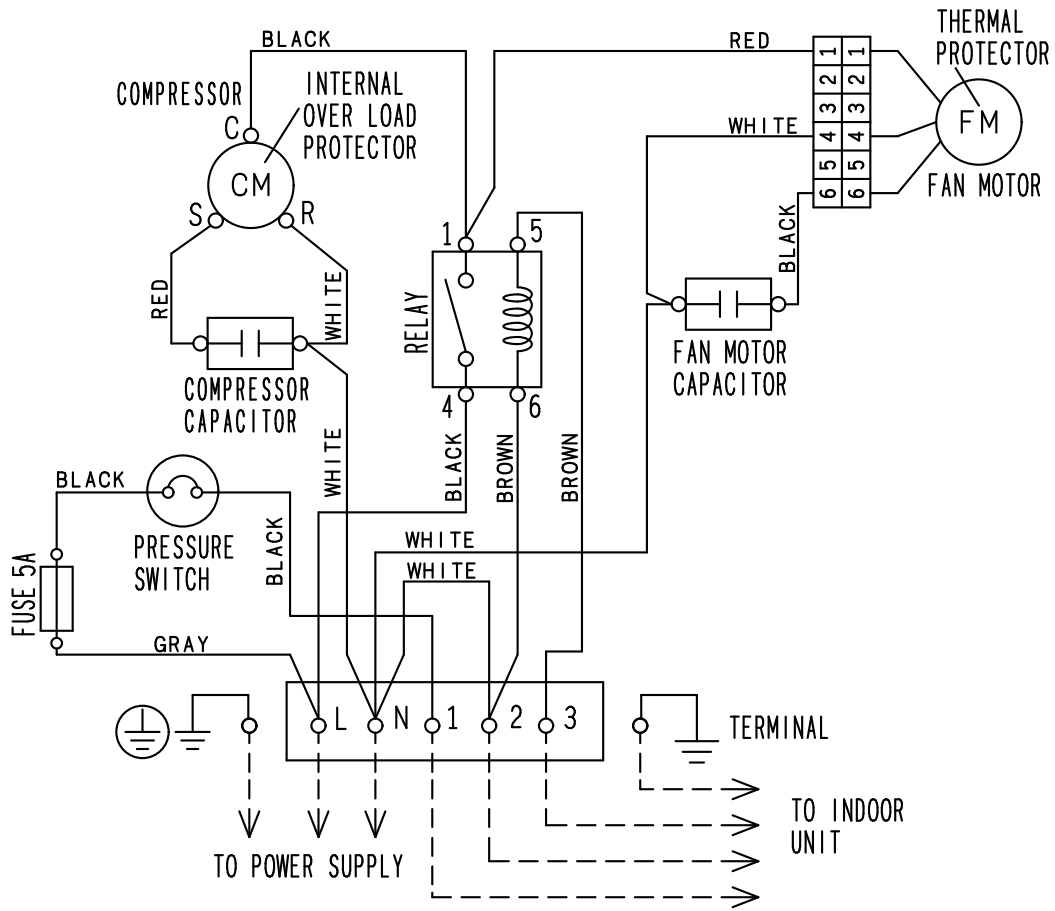 BLACK
RED
THERMAL
PROTECTOR
COMPRESSOR
INTERNAL
OVER LOAD
PROTECTOR
C
CM
S
R
WHITE
1 1
2 2
3 3
4 4
5 5
6 6
FM
FAN MOTOR
RED
WHITE
COMPRESSOR
CAPACITOR
1
5
RELAY
4
6
BLACK
FAN MOTOR
CAPACITOR
WHITE
BLACK
BROWN
BROWN
BLACK
PRESSURE
SWITCH
BLACK
FUSE 5A
GRAY
WHITE
WHITE
L
N
1
2
3
TERMINAL
TO POWER SUPPLY
TO INDOOR
UNIT